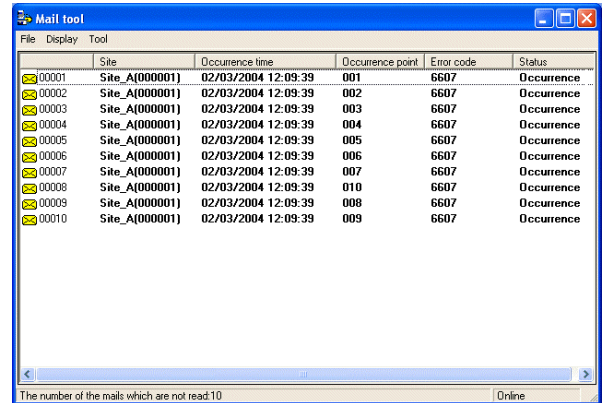 Mail tool
File Display Tool
Site Occurrence time Occurrence point Error code Status
00001 Site_A(000001) 02/03/2004 12:09:39 001 6607 Occurrence
00002 Site_A(000001) 02/03/2004 12:09:39 002 6607 Occurrence
00003 Site_A(000001) 02/03/2004 12:09:39 003 6607 Occurrence
00004 Site_A(000001) 02/03/2004 12:09:39 004 6607 Occurrence
00005 Site_A(000001) 02/03/2004 12:09:39 005 6607 Occurrence
00006 Site_A(000001) 02/03/2004 12:09:39 006 6607 Occurrence
00007 Site_A(000001) 02/03/2004 12:09:39 007 6607 Occurrence
00008 Site_A(000001) 02/03/2004 12:09:39 010 6607 Occurrence
00009 Site_A(000001) 02/03/2004 12:09:39 008 6607 Occurrence
00010 Site_A(000001) 02/03/2004 12:09:39 009 6607 Occurrence
The number of the mails which are not read:10 Online